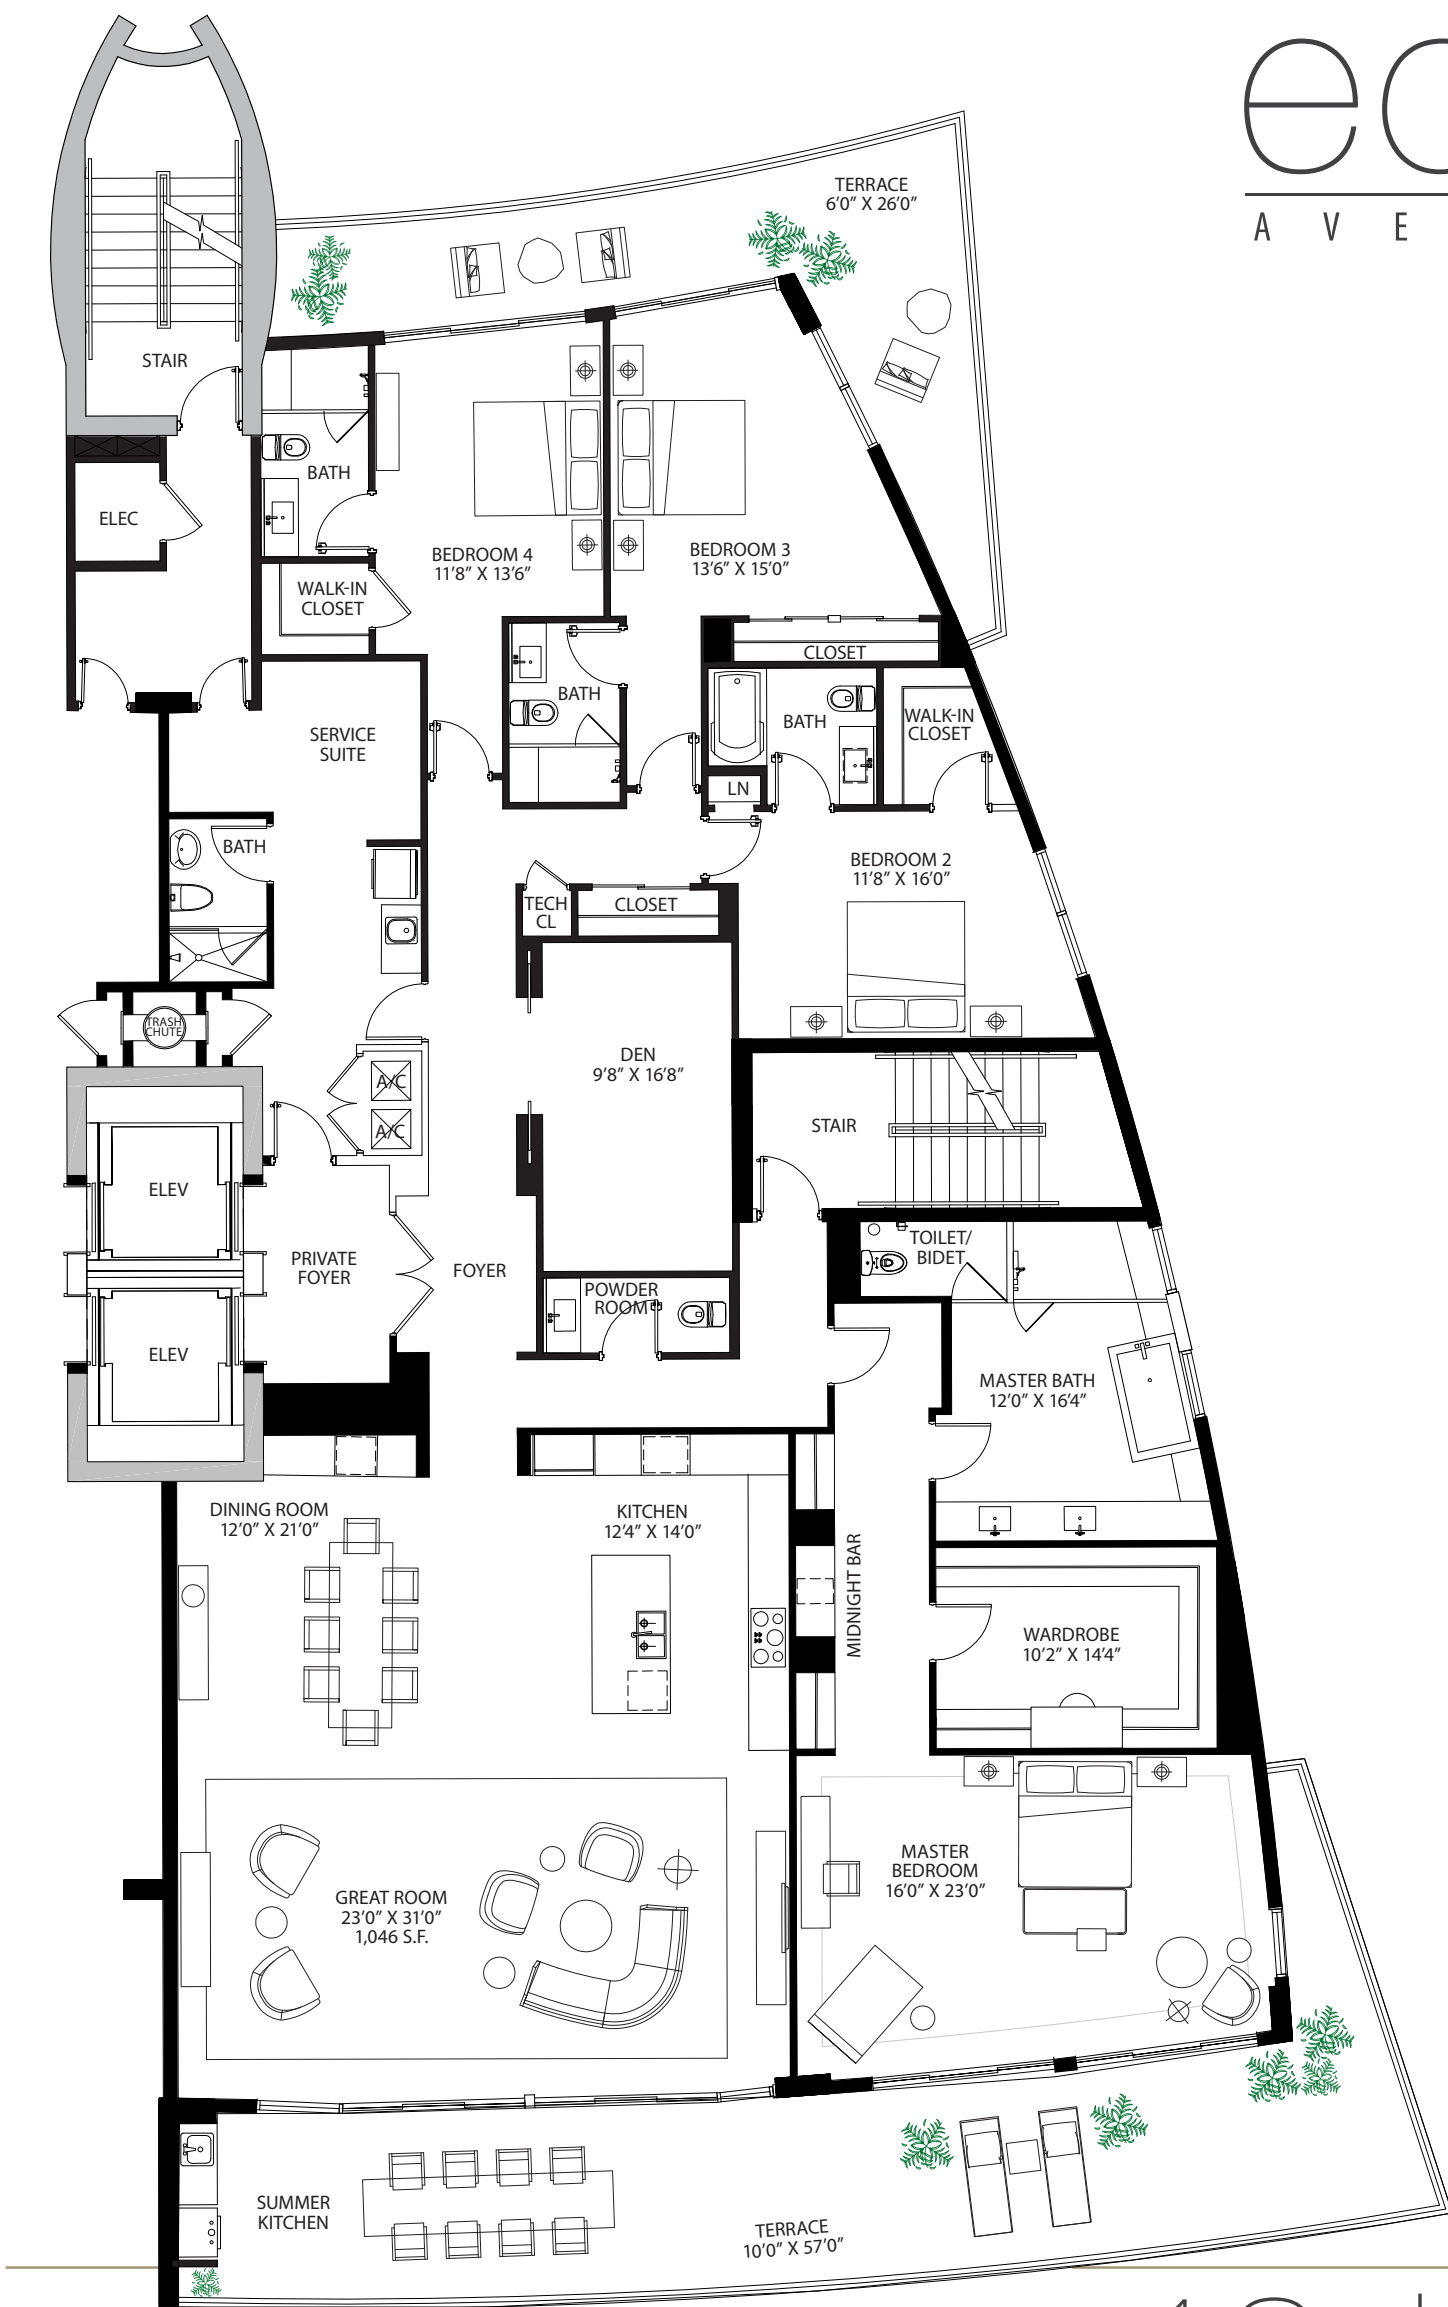 A V E
TERRACE
6'0" X 26'0"
STAIR
BATH
ELEC
BEDROOM 4
11'8" X 13'6"
BEDROOM 3
13'6" X 15'0"
WALK-IN
CLOSET
CLOSET
BATH
BATH
WALK-IN
CLOSET
SERVICE
SUITE
LN
BATH
BEDROOM 2
11'8" X 16'0"
TECH
CL
CLOSET
TRASH
CHUTE
DEN
9'8" X 16'8"
A/C
A/C
STAIR
ELEV
PRIVATE
FOYER
FOYER
TOILET/
BIDET
POWDER
ROOM
ELEV
MASTER BATH
12'0" X 16'4"
DINING ROOM
12'0" X 21'0"
KITCHEN
12'4" X 14'0"
MIDNIGHT BAR
WARDROBE
10'2" X 14'4"
MASTER
BEDROOM
16'0" X 23'0"
GREAT ROOM
23'0" X 31'0"
1,046 S.F.
SUMMER
KITCHEN
TERRACE
10'0" X 57'0"